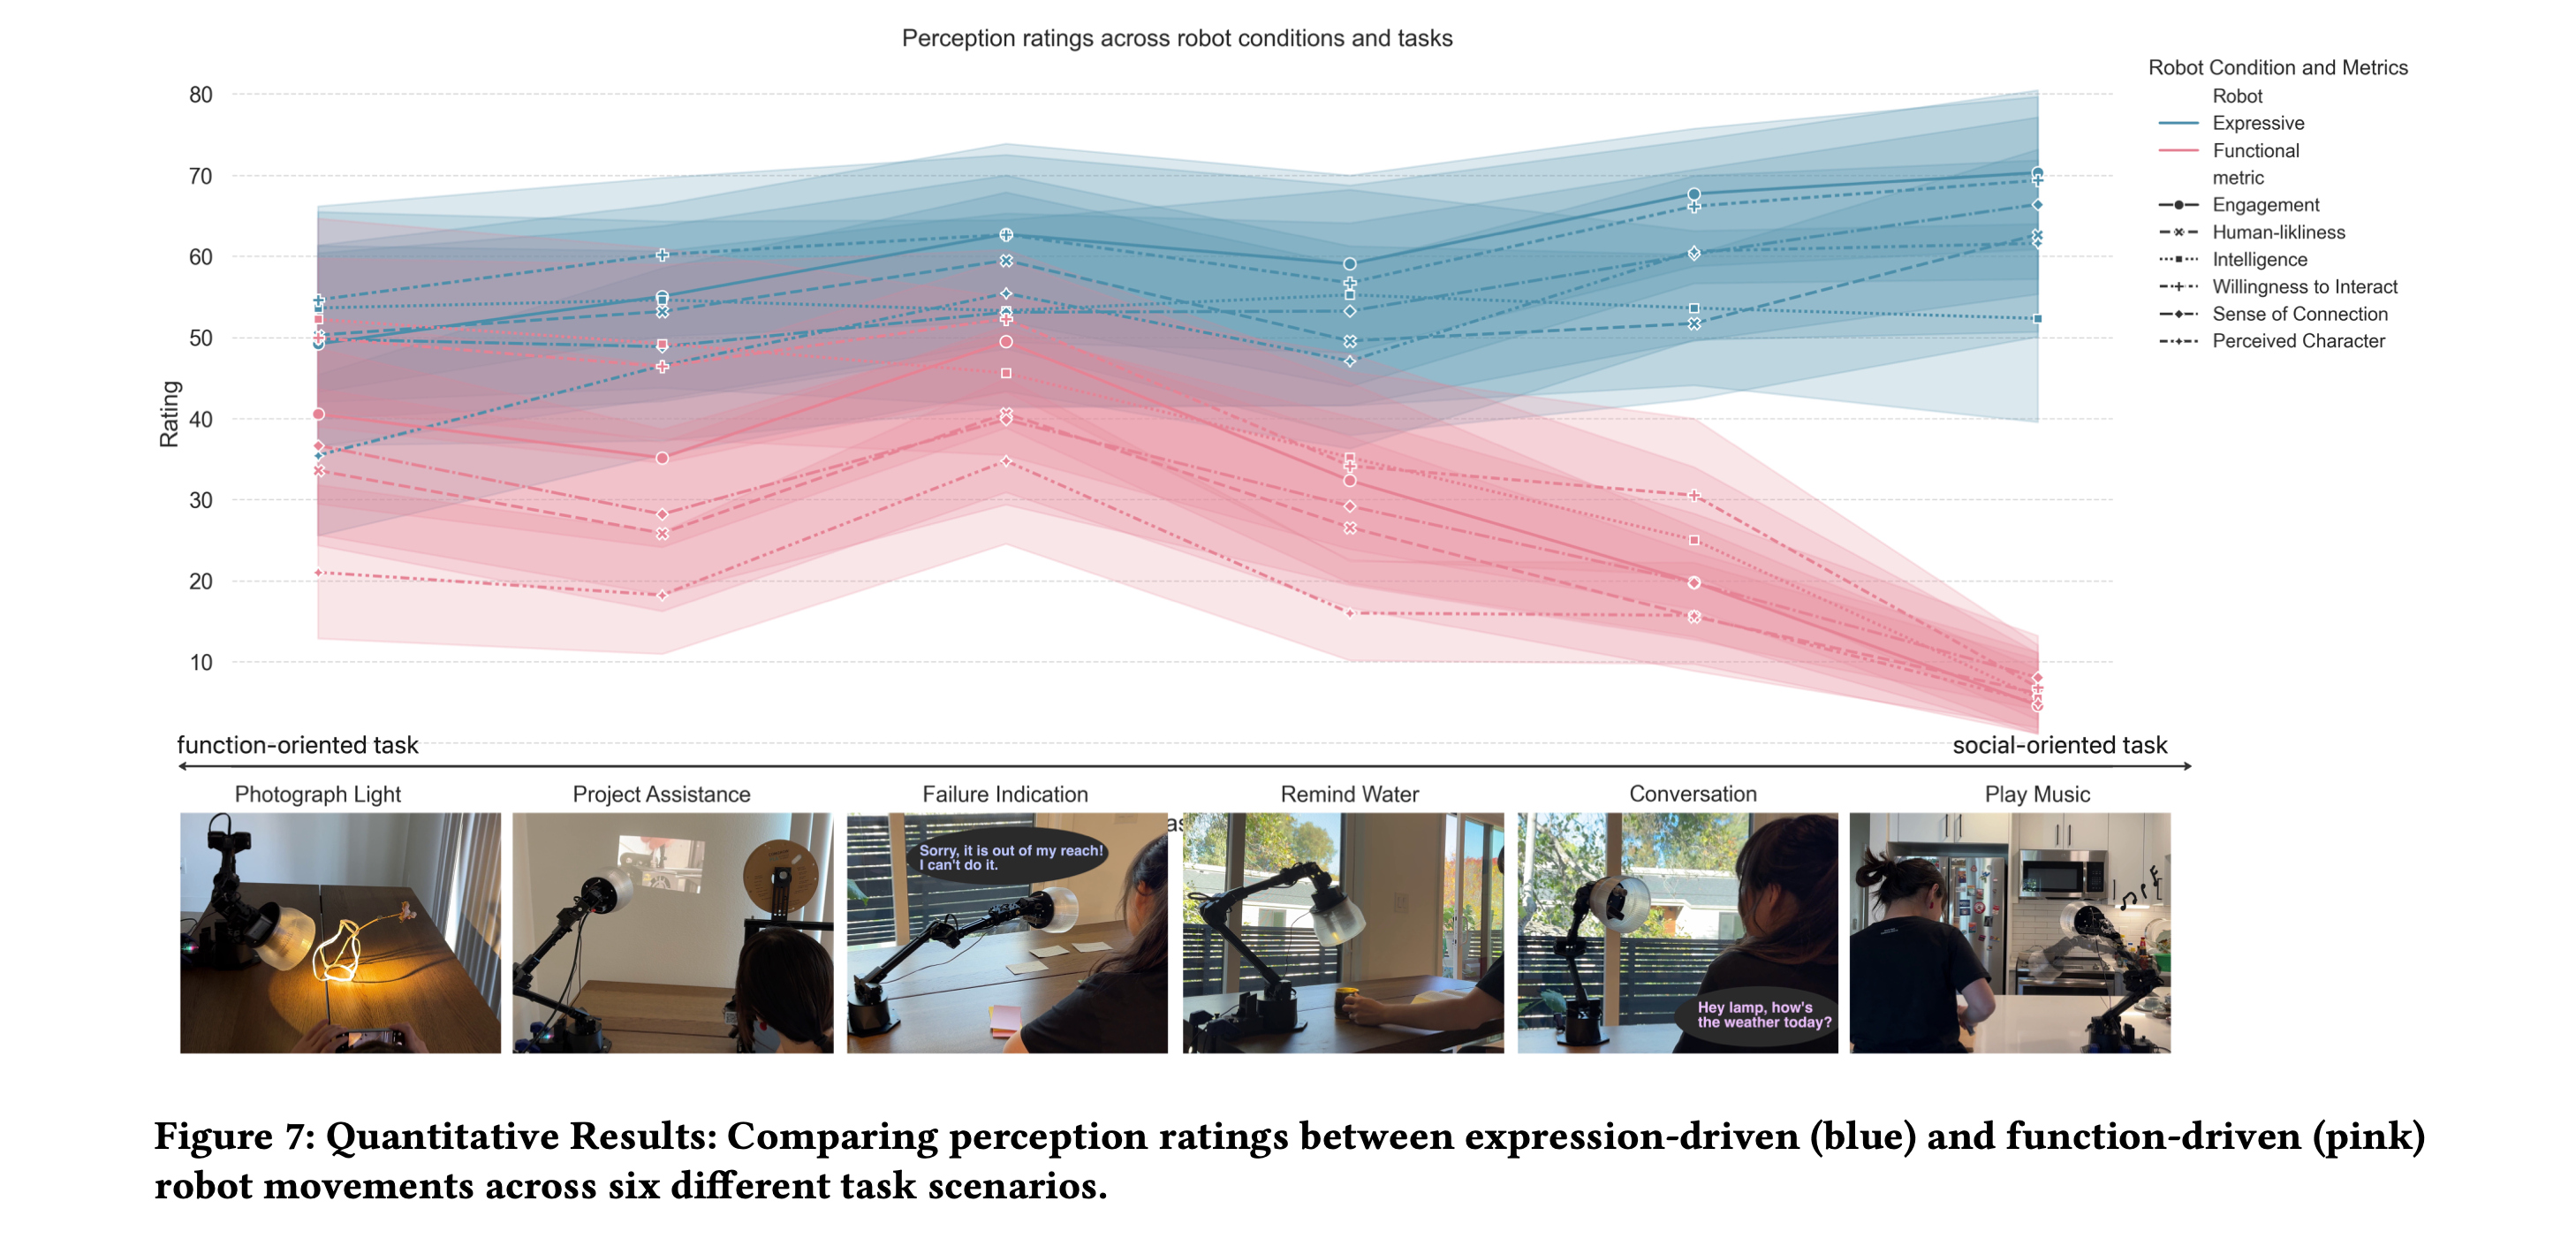 Perception ratings across robot conditions and tasks
Robot Condition and Metrics
Robot
Expressive
Functional
metric
Engagement
Human-likliness
Intelligence
Willingness to Interact
Sense of Connection
Perceived Character
Rating
80
70
60
50
40
30
20
10
function-oriented task
social-oriented task
Photograph Light
Project Assistance
Failure Indication
Remind Water
Conversation
Play Music
Sorry, it is out of my reach!
I can't do it.
as
Hey lamp, how's
the weather today?
Figure 7: Quantitative Results: Comparing perception ratings between expression-driven (blue) and function-driven (pink)
robot movements across six different task scenarios.